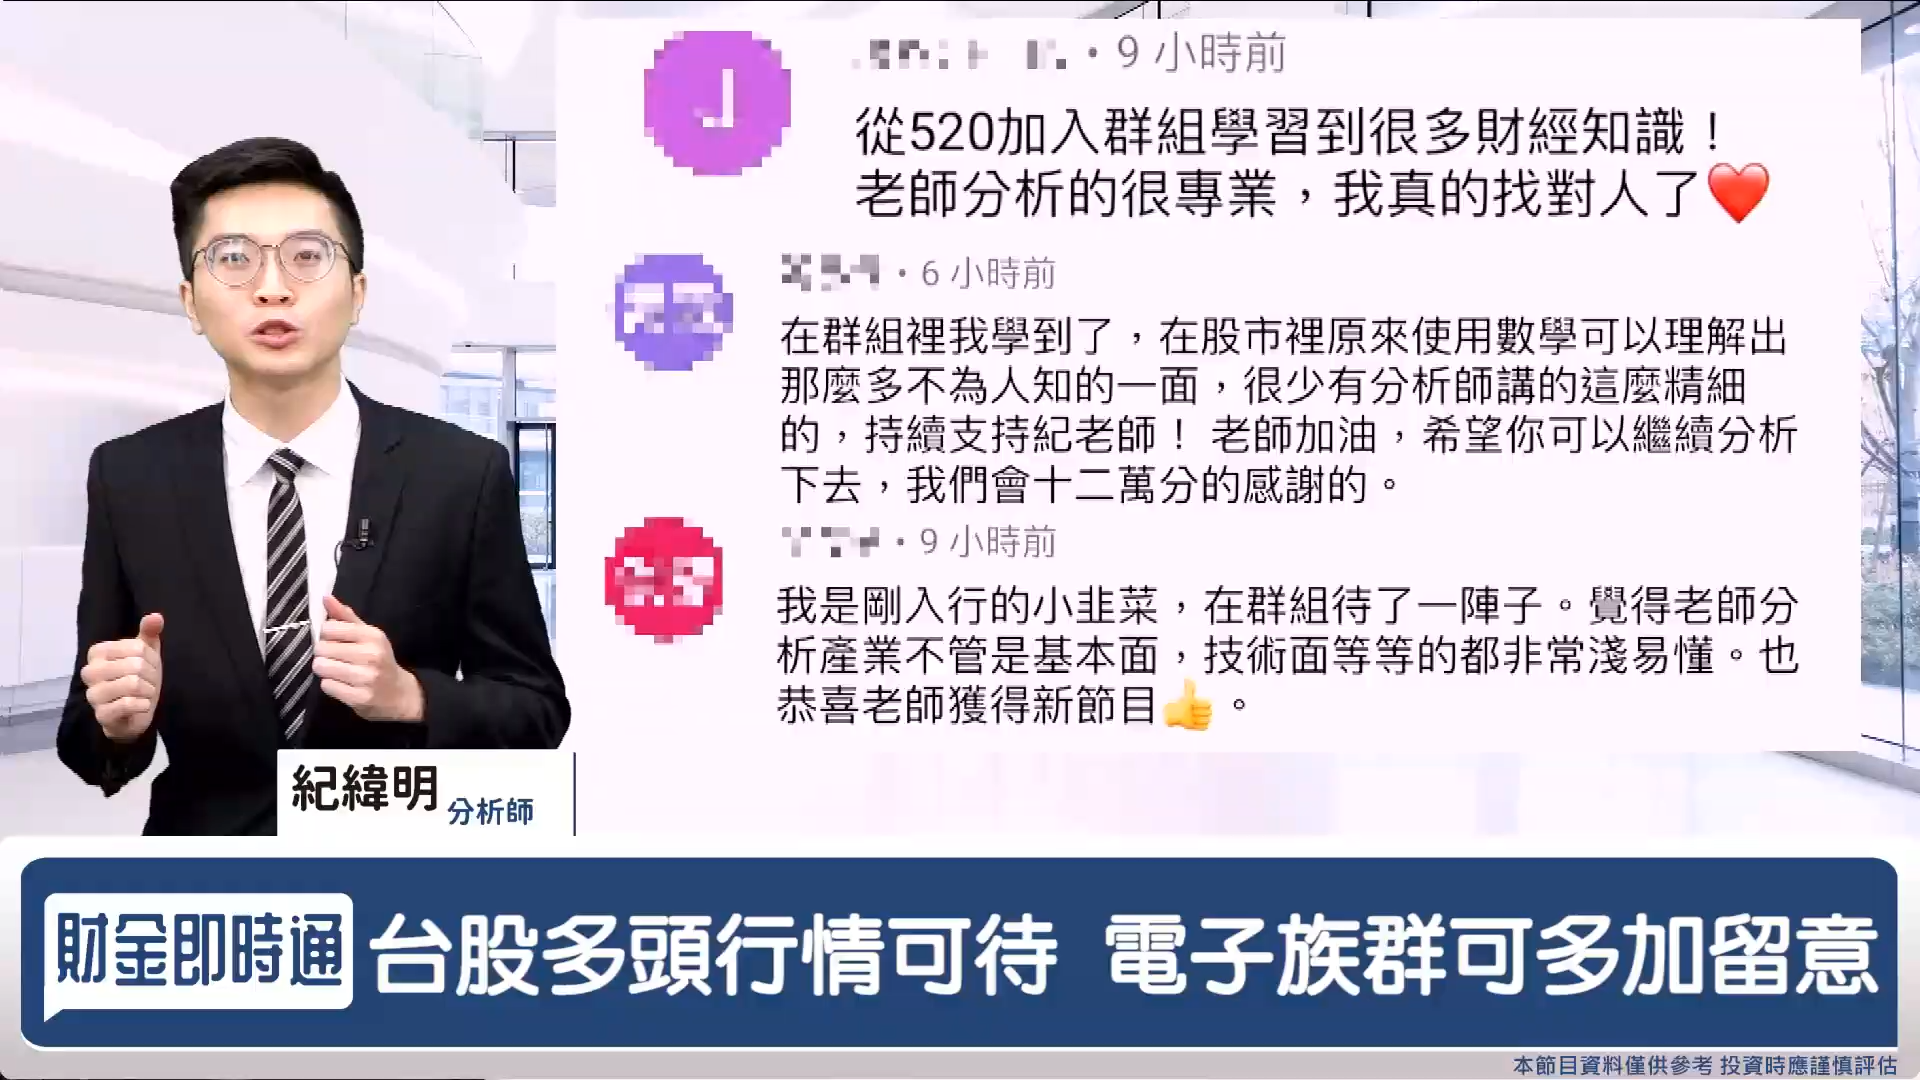 J
・9 小時前
從520加入群組學習到很多財經知識！
老師分析的很專業，我真的找對人了❤️
・6 小時前
在群組裡我學到了，在股市裡原來使用數學可以理解出
那麼多不為人知的一面，很少有分析師講的這麼精細
的，持續支持紀老師！ 老師加油，希望你可以繼續分析
下去，我們會十二萬分的感謝的。
・9 小時前
我是剛入行的小韭菜，在群組待了一陣子。覺得老師分
析產業不管是基本面，技術面等等的都非常淺易懂。也
恭喜老師獲得新節目👍。
紀緯明 分析師
財金即時通 台股多頭行情可待 電子族群可多加留意
本節目資料僅供參考 投資時應謹慎評估